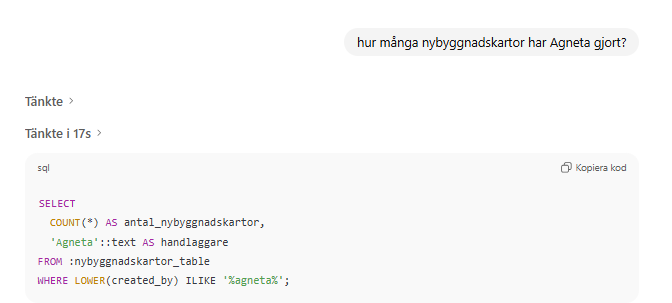 hur många nybyggnadskartor har Agneta gjort?
Tänkte >
Tänkte i 17s >
sql
Kopiera kod
SELECT
  COUNT(*) AS antal_nybyggnadskartor,
  'Agneta'::text AS handlaggare
FROM :nybyggnadskartor_table
WHERE LOWER(created_by) ILIKE '%agneta%';